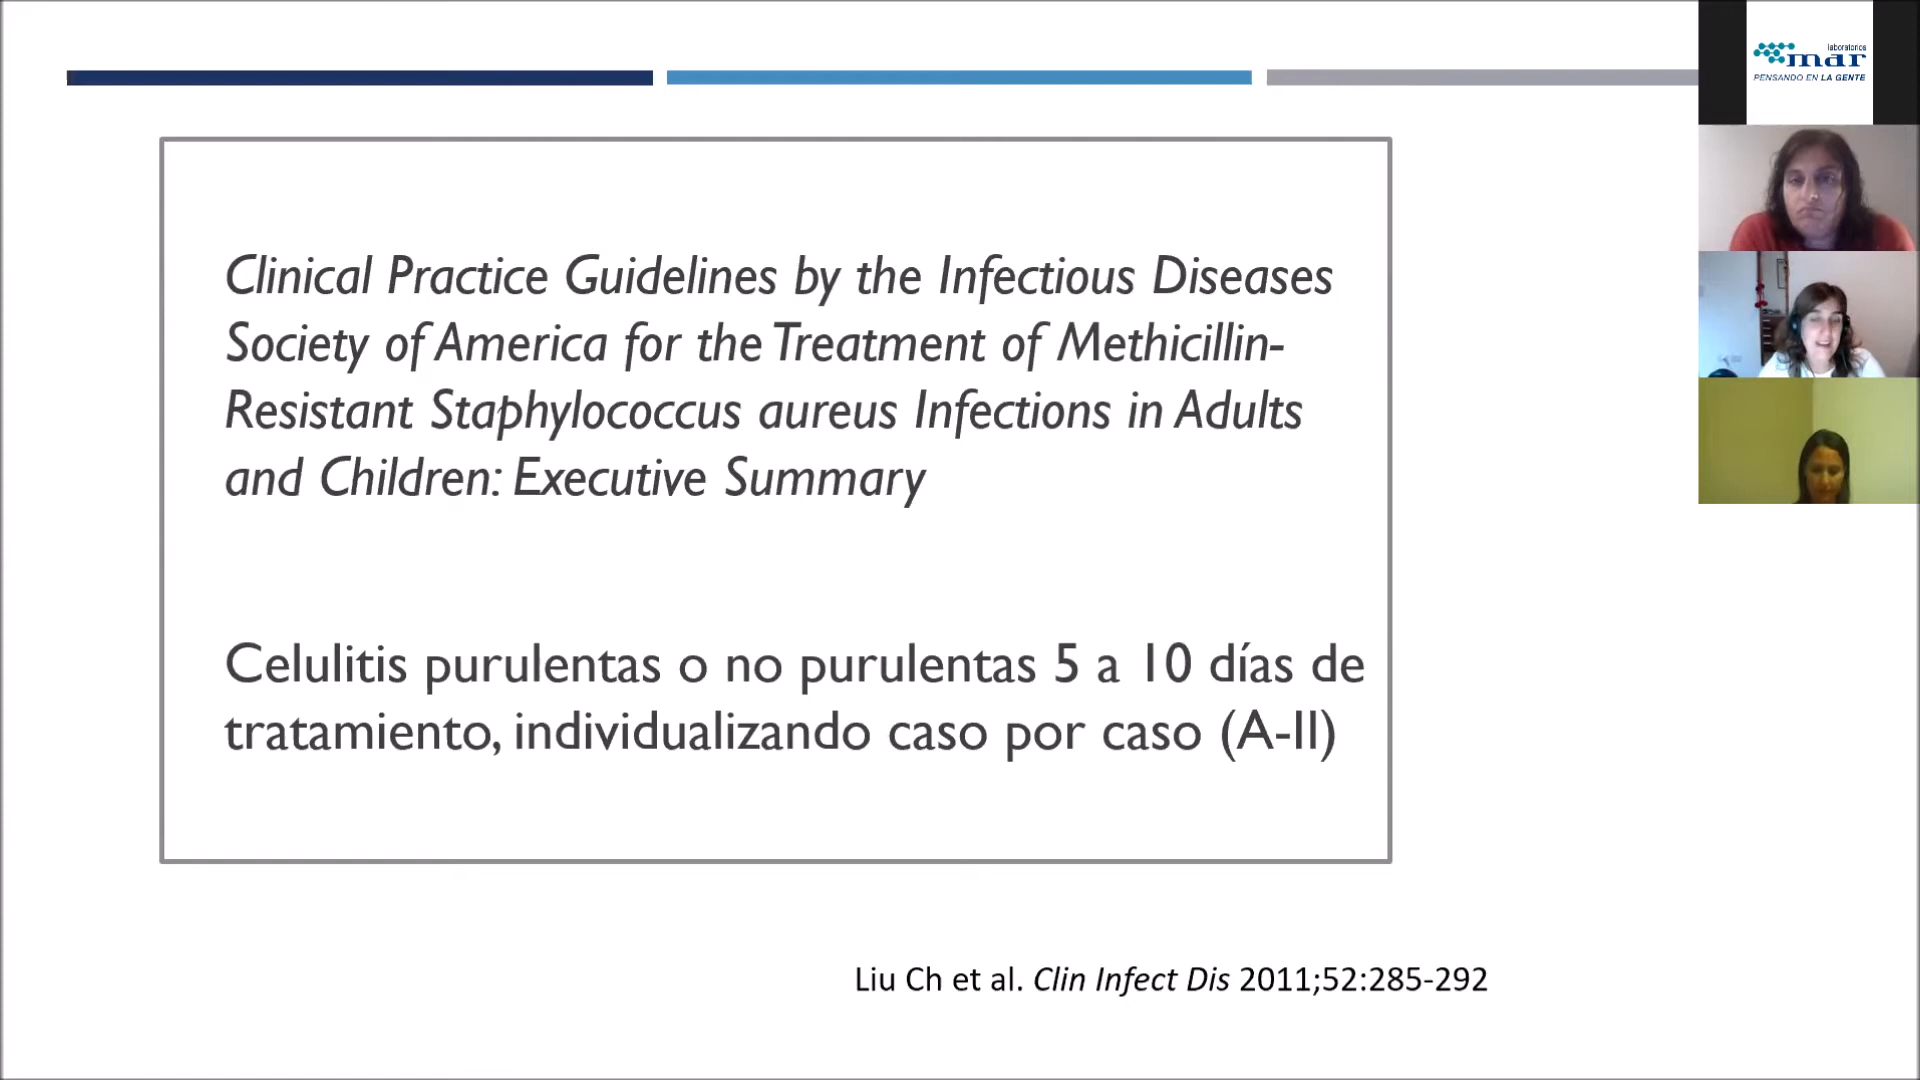 laboratorios
mar
PENSANDO EN LA GENTE
Clinical Practice Guidelines by the Infectious Diseases
Society of America for the Treatment of Methicillin-
Resistant Staphylococcus aureus Infections in Adults
and Children: Executive Summary
Celulitis purulentas o no purulentas 5 a 10 días de
tratamiento, individualizando caso por caso (A-II)
Liu Ch et al. Clin Infect Dis 2011;52:285-292